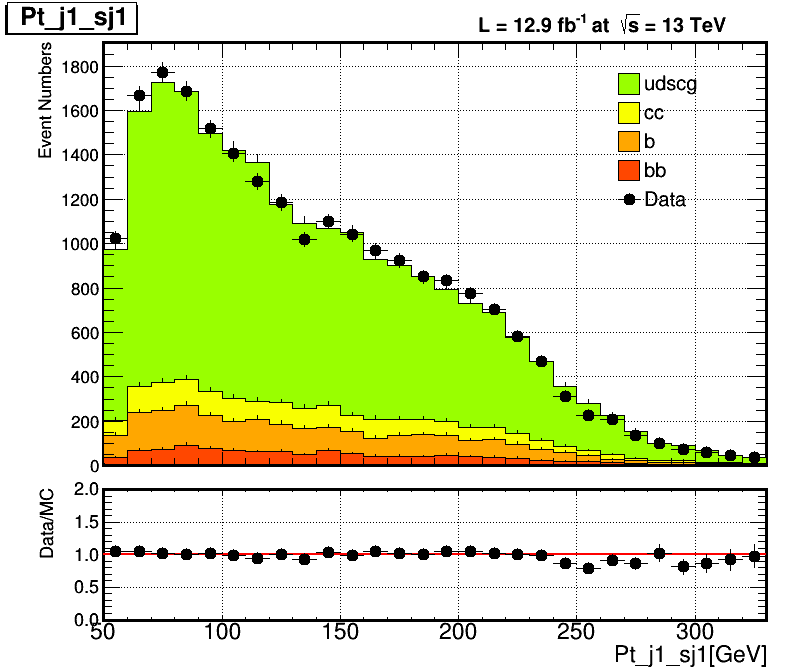 Pt_j1_sj1
L = 12.9 fb⁻¹ at √s = 13 TeV
Event Numbers
1800
1600
1400
1200
1000
800
600
400
200
0
udscg
cc
b
bb
Data
Data/MC
2.0
1.5
1.0
0.5
0.0
50 100 150 200 250 300
Pt_j1_sj1[GeV]